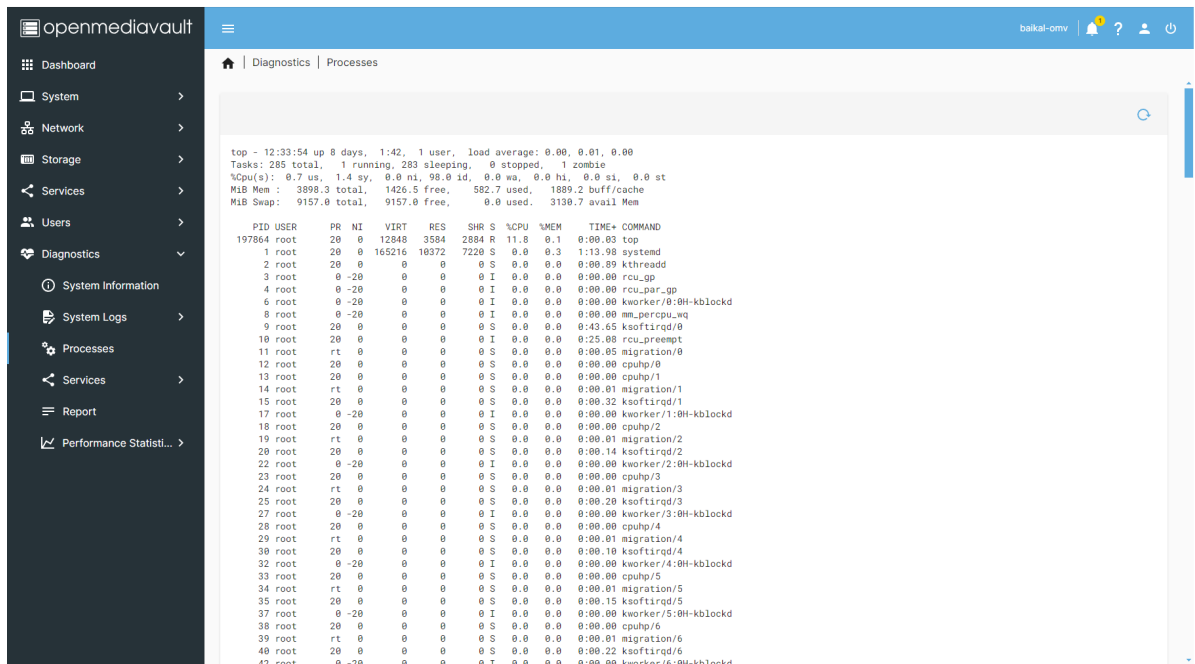 openmediavault
baikal-omv
1
?
Dashboard
System
Network
Storage
Services
Users
Diagnostics
System Information
System Logs
Processes
Services
Report
Performance Statisti...
Diagnostics | Processes
top - 12:33:54 up 8 days,  1:42,  1 user,  load average: 0.00, 0.01, 0.00
Tasks: 285 total,   1 running, 283 sleeping,   0 stopped,   1 zombie
%Cpu(s):  0.7 us,  1.4 sy,  0.0 ni, 98.0 id,  0.0 wa,  0.0 hi,  0.0 si,  0.0 st
MiB Mem :   3898.3 total,   1426.5 free,    582.7 used,   1889.2 buff/cache
MiB Swap:   9157.0 total,   9157.0 free,      0.0 used.   3130.7 avail Mem
PID USER      PR  NI    VIRT    RES    SHR S  %CPU  %MEM     TIME+ COMMAND
197864 root      20   0   12848   3584   2884 R  11.8   0.1   0:00.03 top
1 root      20   0  165216  10372   7220 S   0.0   0.3   1:13.98 systemd
2 root      20   0       0      0      0 S   0.0   0.0   0:00.89 kthreadd
3 root       0 -20       0      0      0 I   0.0   0.0   0:00.00 rcu_gp
4 root       0 -20       0      0      0 I   0.0   0.0   0:00.00 rcu_par_gp
6 root       0 -20       0      0      0 I   0.0   0.0   0:00.00 kworker/0:0H-kblockd
8 root       0 -20       0      0      0 I   0.0   0.0   0:00.00 mm_percpu_wq
9 root      20   0       0      0      0 S   0.0   0.0   0:43.65 ksoftirqd/0
10 root      20   0       0      0      0 I   0.0   0.0   0:25.08 rcu_preempt
11 root      rt   0       0      0      0 S   0.0   0.0   0:00.05 migration/0
12 root      20   0       0      0      0 S   0.0   0.0   0:00.00 cpuhp/0
13 root      20   0       0      0      0 S   0.0   0.0   0:00.00 cpuhp/1
14 root      rt   0       0      0      0 S   0.0   0.0   0:00.01 migration/1
15 root      20   0       0      0      0 S   0.0   0.0   0:00.32 ksoftirqd/1
17 root       0 -20       0      0      0 I   0.0   0.0   0:00.00 kworker/1:0H-kblockd
18 root      20   0       0      0      0 S   0.0   0.0   0:00.00 cpuhp/2
19 root      rt   0       0      0      0 S   0.0   0.0   0:00.01 migration/2
20 root      20   0       0      0      0 S   0.0   0.0   0:00.14 ksoftirqd/2
22 root       0 -20       0      0      0 I   0.0   0.0   0:00.00 kworker/2:0H-kblockd
23 root      20   0       0      0      0 S   0.0   0.0   0:00.00 cpuhp/3
24 root      rt   0       0      0      0 S   0.0   0.0   0:00.01 migration/3
25 root      20   0       0      0      0 S   0.0   0.0   0:00.20 ksoftirqd/3
27 root       0 -20       0      0      0 I   0.0   0.0   0:00.00 kworker/3:0H-kblockd
28 root      20   0       0      0      0 S   0.0   0.0   0:00.00 cpuhp/4
29 root      rt   0       0      0      0 S   0.0   0.0   0:00.01 migration/4
30 root      20   0       0      0      0 S   0.0   0.0   0:00.10 ksoftirqd/4
32 root       0 -20       0      0      0 I   0.0   0.0   0:00.00 kworker/4:0H-kblockd
33 root      20   0       0      0      0 S   0.0   0.0   0:00.00 cpuhp/5
34 root      rt   0       0      0      0 S   0.0   0.0   0:00.01 migration/5
35 root      20   0       0      0      0 S   0.0   0.0   0:00.15 ksoftirqd/5
37 root       0 -20       0      0      0 I   0.0   0.0   0:00.00 kworker/5:0H-kblockd
38 root      20   0       0      0      0 S   0.0   0.0   0:00.00 cpuhp/6
39 root      rt   0       0      0      0 S   0.0   0.0   0:00.01 migration/6
40 root      20   0       0      0      0 S   0.0   0.0   0:00.22 ksoftirqd/6
42 root       0 -20       0      0      0 I   0.0   0.0   0:00.00 kworker/6:0H-kblockd